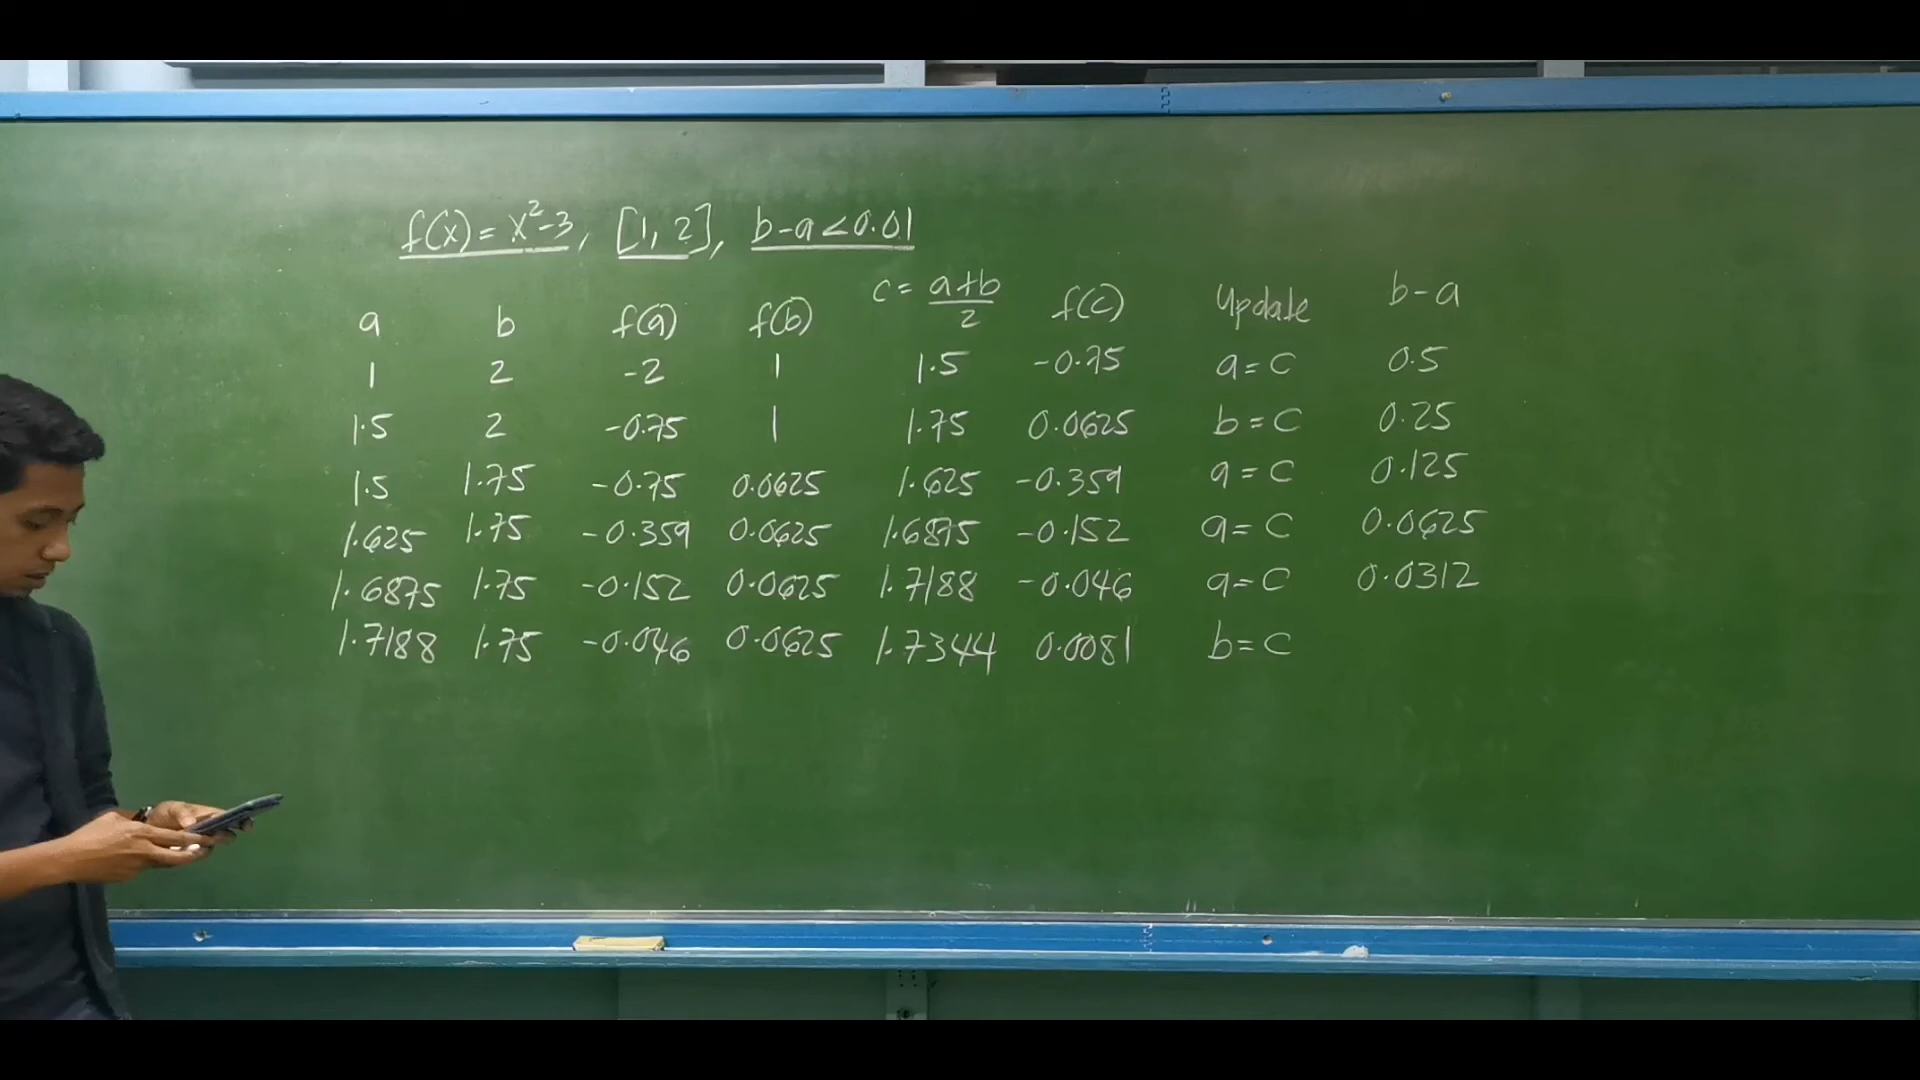 f(x) = x²-3, [1, 2], b-a<0.01
a b f(a) f(b) c = a+b/2 f(c) Update b-a
1 2 -2 1 1.5 -0.75 a=c 0.5
1.5 2 -0.75 1 1.75 0.0625 b=c 0.25
1.5 1.75 -0.75 0.0625 1.625 -0.359 a=c 0.125
1.625 1.75 -0.359 0.0625 1.6875 -0.152 a=c 0.0625
1.6875 1.75 -0.152 0.0625 1.7188 -0.046 a=c 0.0312
1.7188 1.75 -0.046 0.0625 1.7344 0.0081 b=c